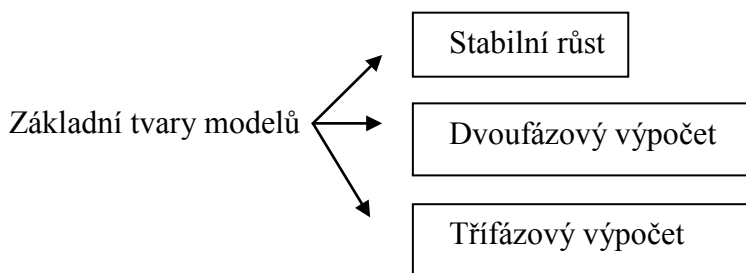 Stabilní růst
Základní tvary modelů
Dvoufázový výpočet
Třífázový výpočet